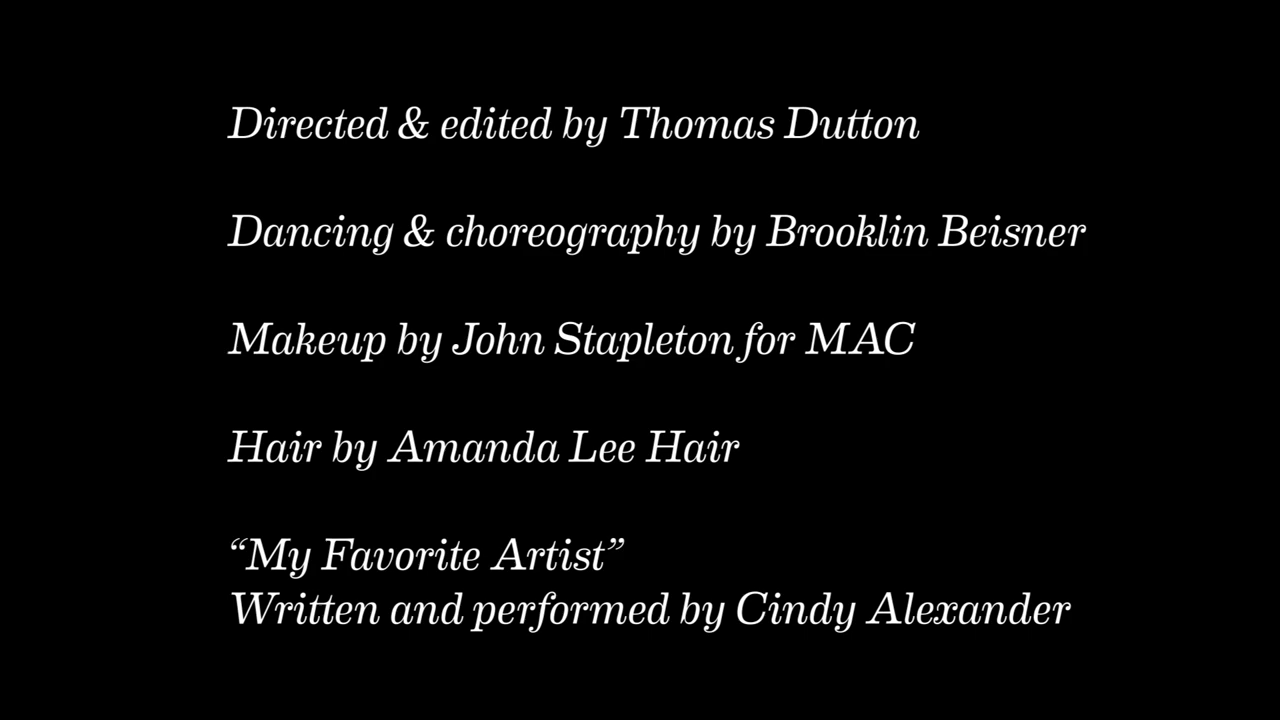 Directed & edited by Thomas Dutton
Dancing & choreography by Brooklin Beisner
Makeup by John Stapleton for MAC
Hair by Amanda Lee Hair
“My Favorite Artist”
Written and performed by Cindy Alexander